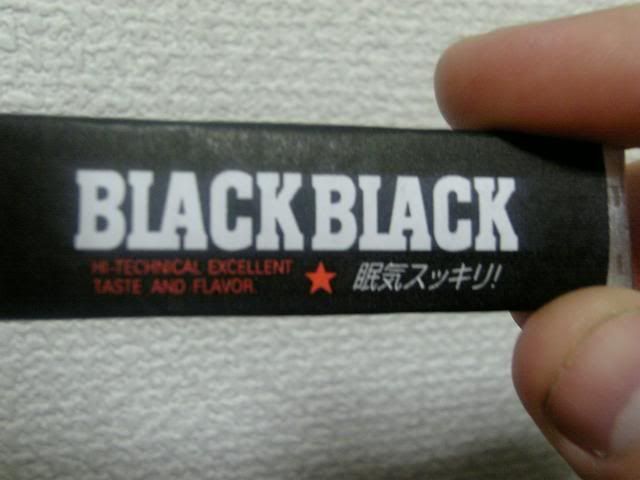 BLACKBLACK
HI-TECHNICAL EXCELLENT
TASTE AND FLAVOR.
眠気スッキリ!